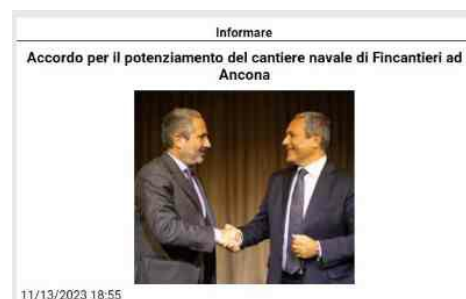 Informare
Accordo per il potenziamento del cantiere navale di Fincantieri ad
Ancona
11/13/2023 18:55